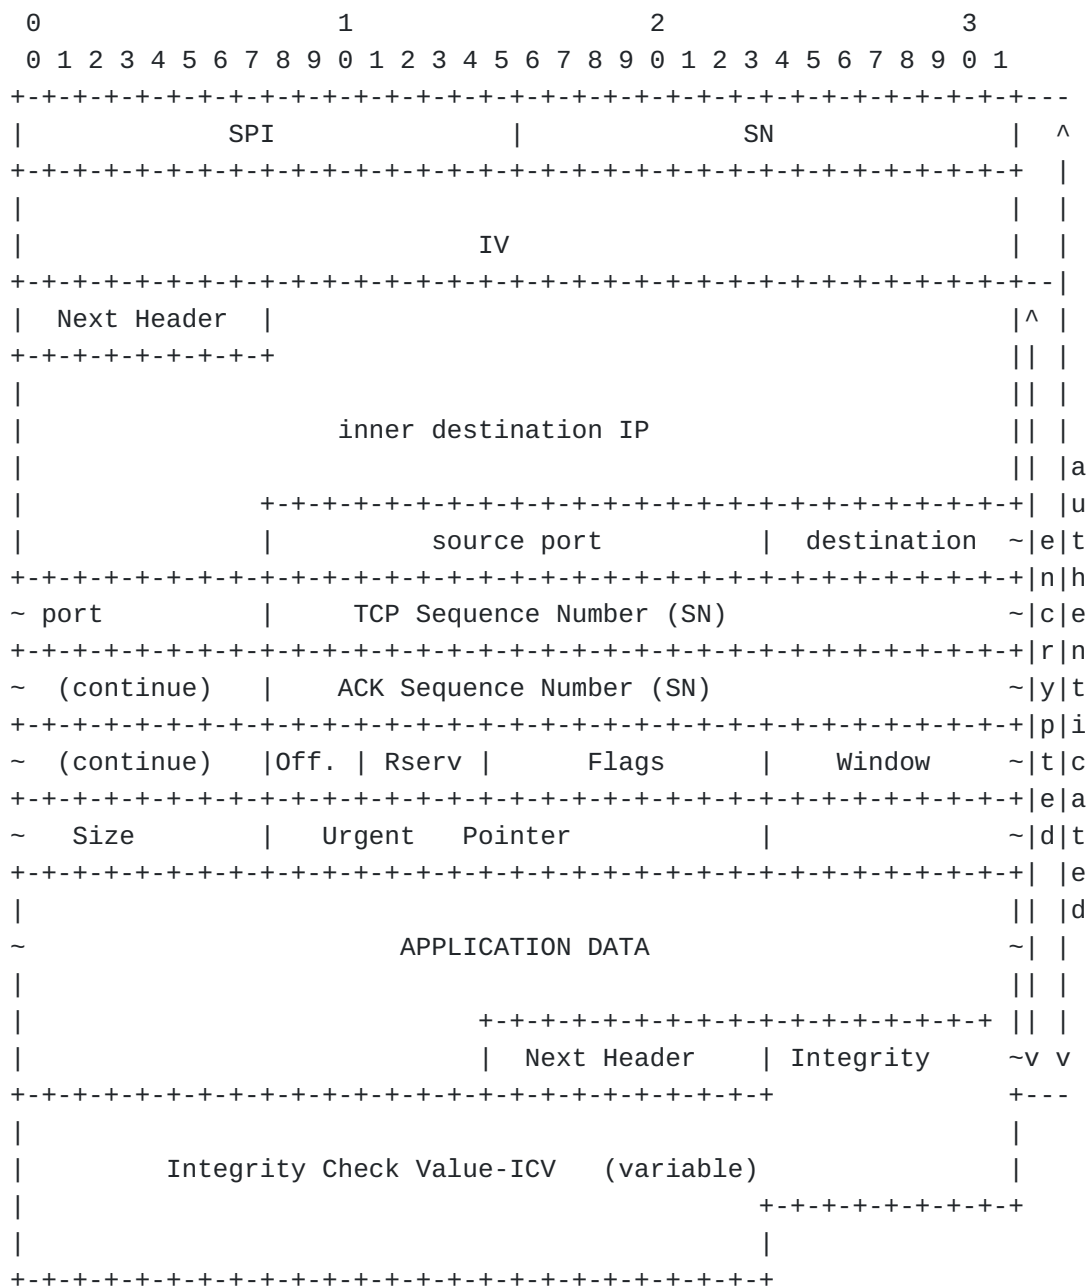 0                   1                   2                   3
 0 1 2 3 4 5 6 7 8 9 0 1 2 3 4 5 6 7 8 9 0 1 2 3 4 5 6 7 8 9 0 1
+-+-+-+-+-+-+-+-+-+-+-+-+-+-+-+-+-+-+-+-+-+-+-+-+-+-+-+-+-+-+-+-+---
|             SPI               |              SN               |  ^
+-+-+-+-+-+-+-+-+-+-+-+-+-+-+-+-+-+-+-+-+-+-+-+-+-+-+-+-+-+-+-+-+  |
|                                                               |  |
|                             IV                                |  |
+-+-+-+-+-+-+-+-+-+-+-+-+-+-+-+-+-+-+-+-+-+-+-+-+-+-+-+-+-+-+-+-+--|
|  Next Header  |                                               |^ |
+-+-+-+-+-+-+-+-+                                               || |
|                                                               || |
|                    inner destination IP                       || |
|                                                               || |a
|               +-+-+-+-+-+-+-+-+-+-+-+-+-+-+-+-+-+-+-+-+-+-+-+-+| |u
|               |          source port          |  destination  ~|e|t
+-+-+-+-+-+-+-+-+-+-+-+-+-+-+-+-+-+-+-+-+-+-+-+-+-+-+-+-+-+-+-+-+|n|h
~ port          |     TCP Sequence Number (SN)                  ~|c|e
+-+-+-+-+-+-+-+-+-+-+-+-+-+-+-+-+-+-+-+-+-+-+-+-+-+-+-+-+-+-+-+-+|r|n
~  (continue)   |    ACK Sequence Number (SN)                   ~|y|t
+-+-+-+-+-+-+-+-+-+-+-+-+-+-+-+-+-+-+-+-+-+-+-+-+-+-+-+-+-+-+-+-+|p|i
~  (continue)   |Off. | Rserv |      Flags      |    Window     ~|t|c
+-+-+-+-+-+-+-+-+-+-+-+-+-+-+-+-+-+-+-+-+-+-+-+-+-+-+-+-+-+-+-+-+|e|a
~   Size        |   Urgent   Pointer            |               ~|d|t
+-+-+-+-+-+-+-+-+-+-+-+-+-+-+-+-+-+-+-+-+-+-+-+-+-+-+-+-+-+-+-+-+| |e
|                                                               || |d
~                        APPLICATION DATA                       ~| |
|                                                               || |
|                             +-+-+-+-+-+-+-+-+-+-+-+-+-+-+-+-+ || |
|                             |  Next Header    | Integrity     ~v v
+-+-+-+-+-+-+-+-+-+-+-+-+-+-+-+-+-+-+-+-+-+-+-+-+               +---
|                                                               |
|         Integrity Check Value-ICV   (variable)                |
|                                               +-+-+-+-+-+-+-+-+
|                                               |
+-+-+-+-+-+-+-+-+-+-+-+-+-+-+-+-+-+-+-+-+-+-+-+-+